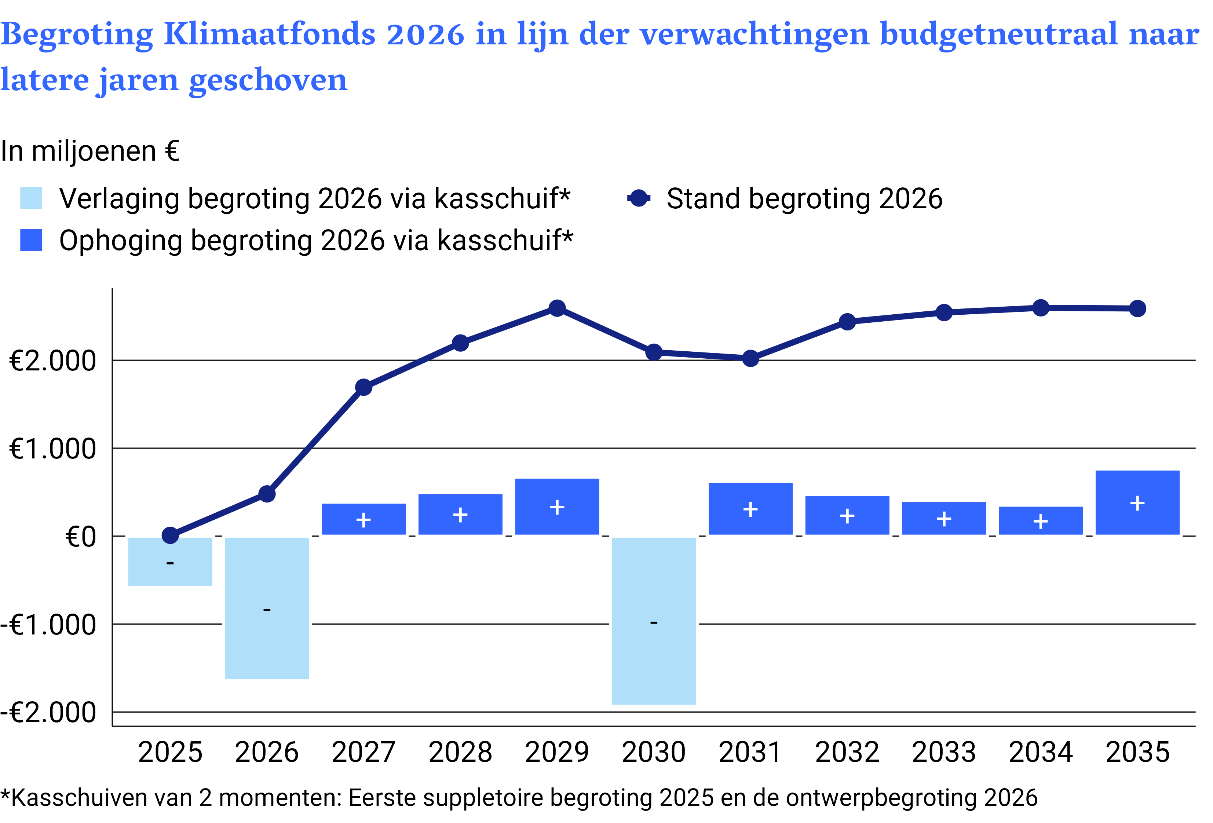 Begroting Klimaatfonds 2026 in lijn der verwachtingen budgetneutraal naar
latere jaren geschoven
In miljoenen €
Verlaging begroting 2026 via kasschuif*
Stand begroting 2026
Ophoging begroting 2026 via kasschuif*
€2.000
€1.000
€0
-€1.000
-€2.000
- - + + + - + + + + +
2025 2026 2027 2028 2029 2030 2031 2032 2033 2034 2035
*Kasschuiven van 2 momenten: Eerste suppletoire begroting 2025 en de ontwerpbegroting 2026